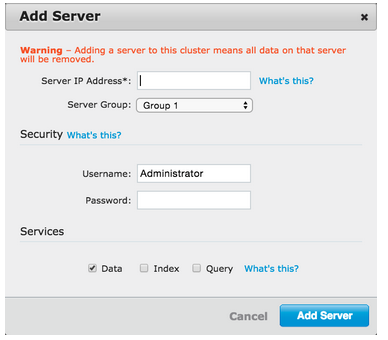 Add Server
Warning – Adding a server to this cluster means all data on that server
will be removed.
Server IP Address*: What's this?
Server Group: Group 1
Security What's this?
Username: Administrator
Password:
Services
Data Index Query What's this?
Cancel Add Server